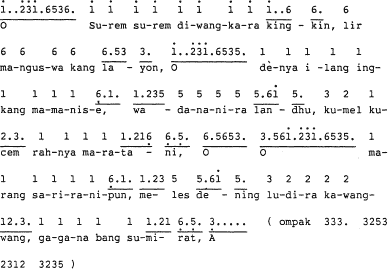 i..231.6536. i i i i i i i i i..6 6. 6
O Su-rem su-rem di-wang-ka-ra king - kin, lir
6 6 6 6 6.53 3. i..231.6535. 1 1 1 1 1
ma-ngus-wa kang la - yon, O dè-nya i - lang ing-
1 1 1 1 6.1. 1.235 5 5 5 5 5.61 5. 3 2 1
kang ma-ma-nis-e, wa - da-na-ni-ra lan - dhu, ku-mel ku-
2.3. 1 1 1 1 1.216 6.5. 6.5653. 3.561.231.6535. 1
cem rah-nya ma-ra-ta - ni, O O ma-
1 1 1 1 1 6.1. 1.23 5 5.61 5. 1 1 1 1 1
rang sa-ri-ra-ni-pun, me- les de - ning lu-di-ra ka-wang-
12.3. 1 1 1 1 1 1.21 6.5. 3..... ( ompak 333. 3253
wang, ga-ga-na bang su-mi- rat, A
2312 3235 )